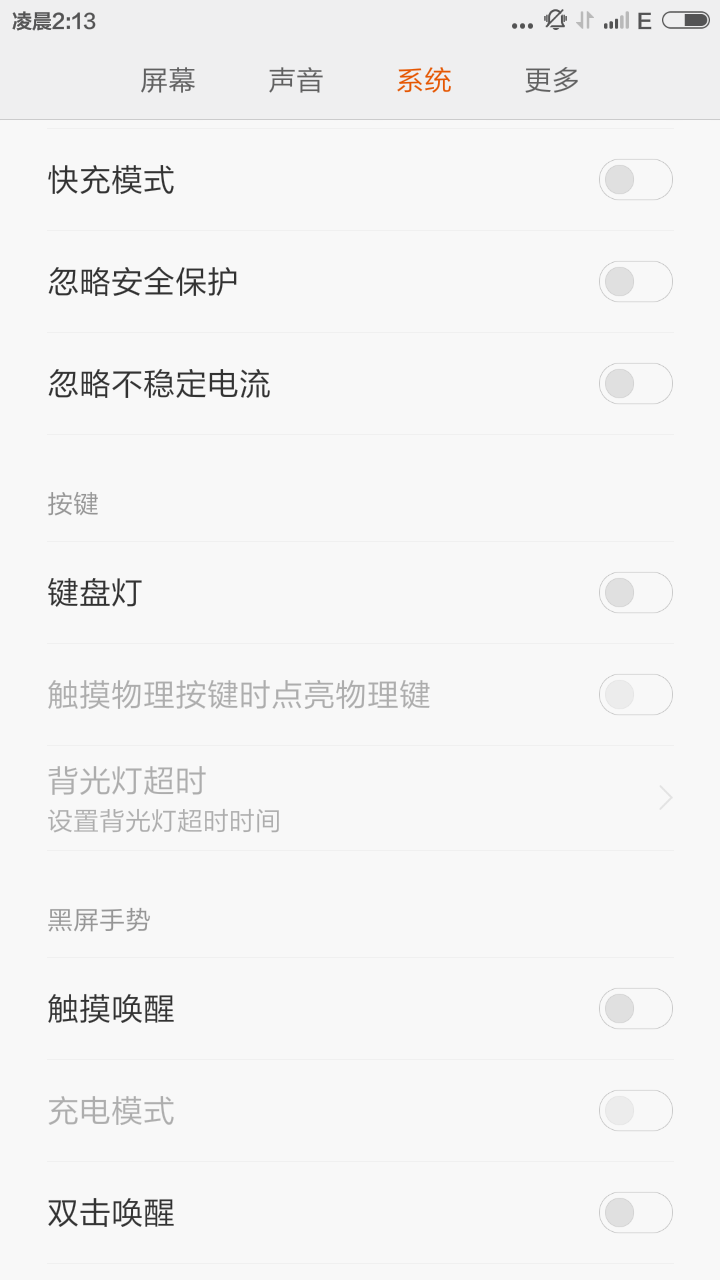 凌晨2:13
E
屏幕 声音 系统 更多
快充模式
忽略安全保护
忽略不稳定电流
按键
键盘灯
触摸物理按键时点亮物理键
背光灯超时
设置背光灯超时时间
黑屏手势
触摸唤醒
充电模式
双击唤醒